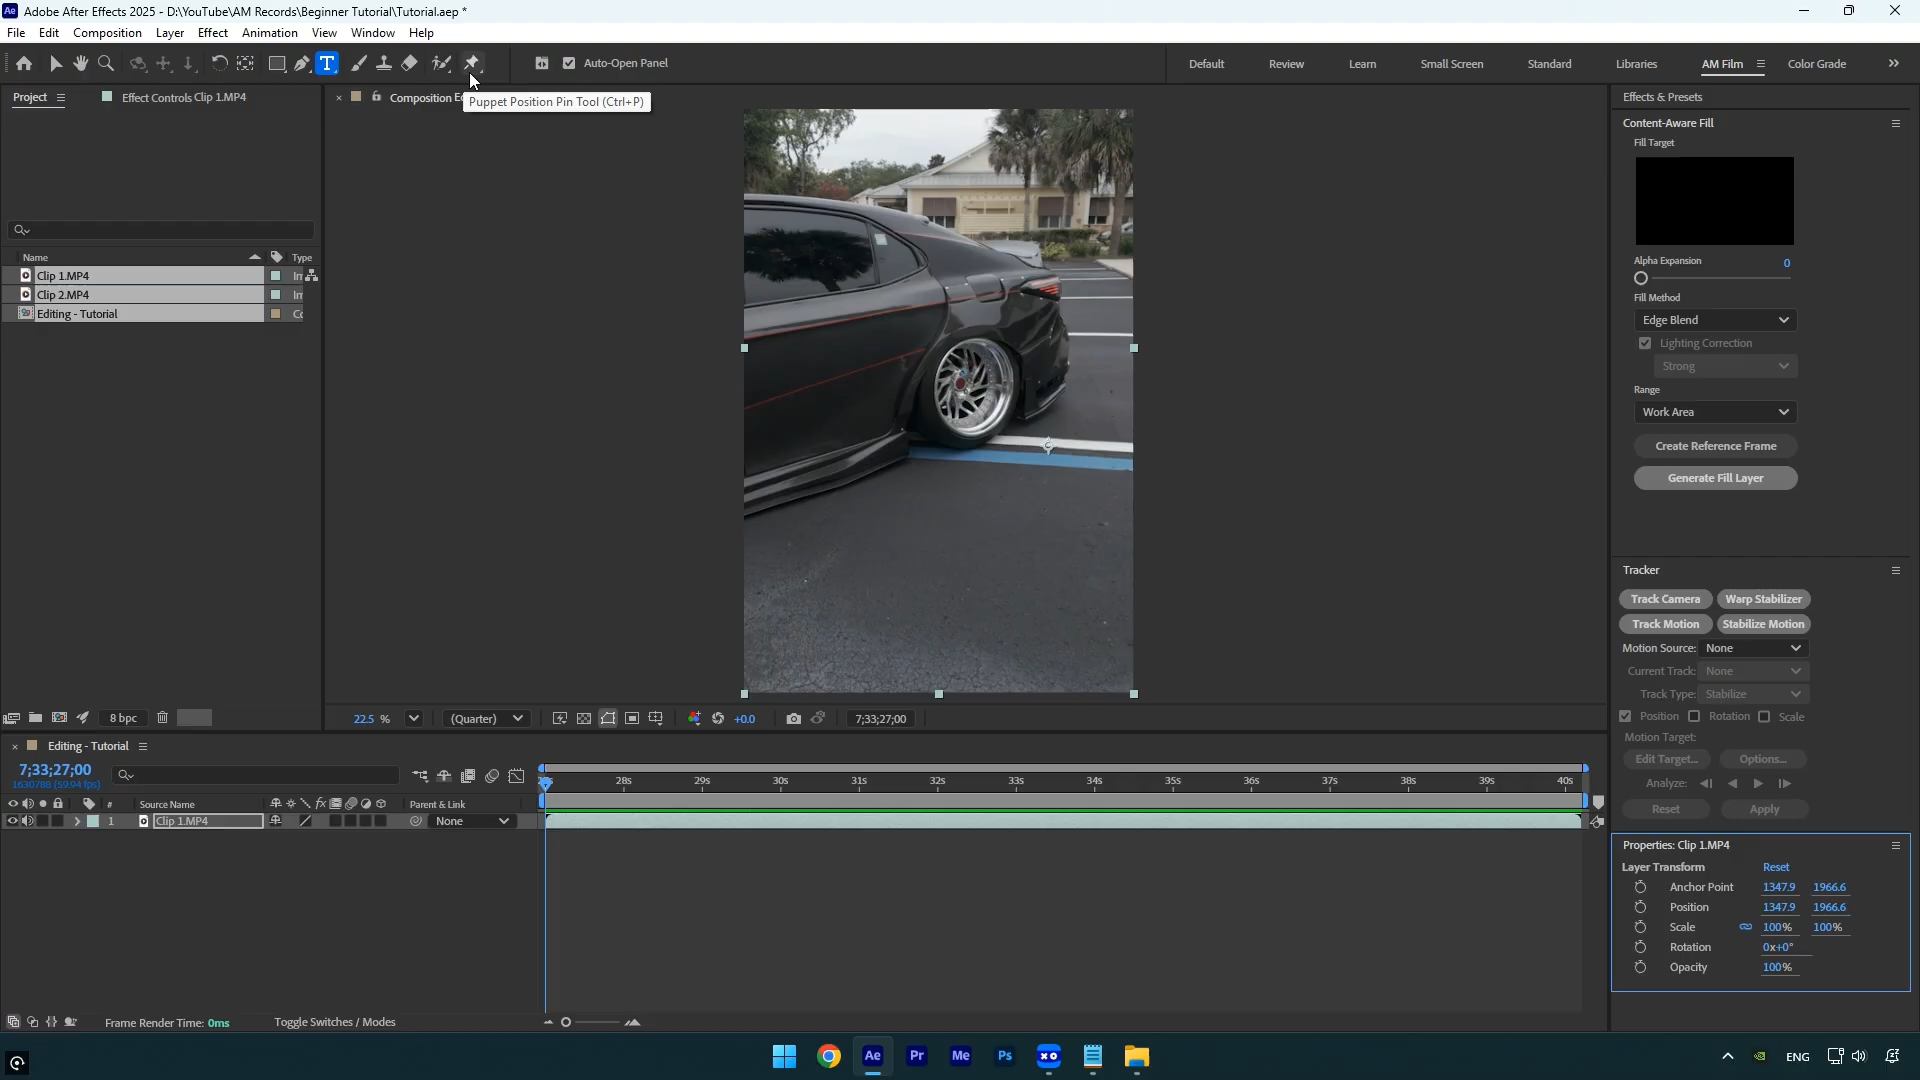 Adobe After Effects 2025 - D:\YouTube\AM Records\Beginner Tutorial\Tutorial.aep *
File Edit Composition Layer Effect Animation View Window Help
Auto-Open Panel
Default Review Learn Small Screen Standard Libraries AM Film Color Grade
Project Effect Controls Clip 1.MP4
Composition
Puppet Position Pin Tool (Ctrl+P)
Name Type
Clip 1.MP4
Clip 2.MP4
Editing - Tutorial
8 bpc
22.5 % (Quarter) +0.0 7;33;27;00
Effects & Presets
Content-Aware Fill
Fill Target
Alpha Expansion 0
Fill Method
Edge Blend
Lighting Correction
Strong
Range
Work Area
Create Reference Frame
Generate Fill Layer
Tracker
Track Camera Warp Stabilizer
Track Motion Stabilize Motion
Motion Source: None
Current Track: None
Track Type: Stabilize
Position Rotation Scale
Motion Target:
Edit Target... Options...
Analyze:
Reset Apply
Properties: Clip 1.MP4
Layer Transform Reset
Anchor Point 1347.9 1966.6
Position 1347.9 1966.6
Scale 100% 100%
Rotation 0x+0°
Opacity 100%
Editing - Tutorial
7;33;27;00
1630788 (59.94 fps)
28s 29s 30s 31s 32s 33s 34s 35s 36s 37s 38s 39s 40s
# Source Name fx Parent & Link
1 Clip 1.MP4 None
Frame Render Time: 0ms Toggle Switches / Modes
Ae Pr Me Ps
ENG